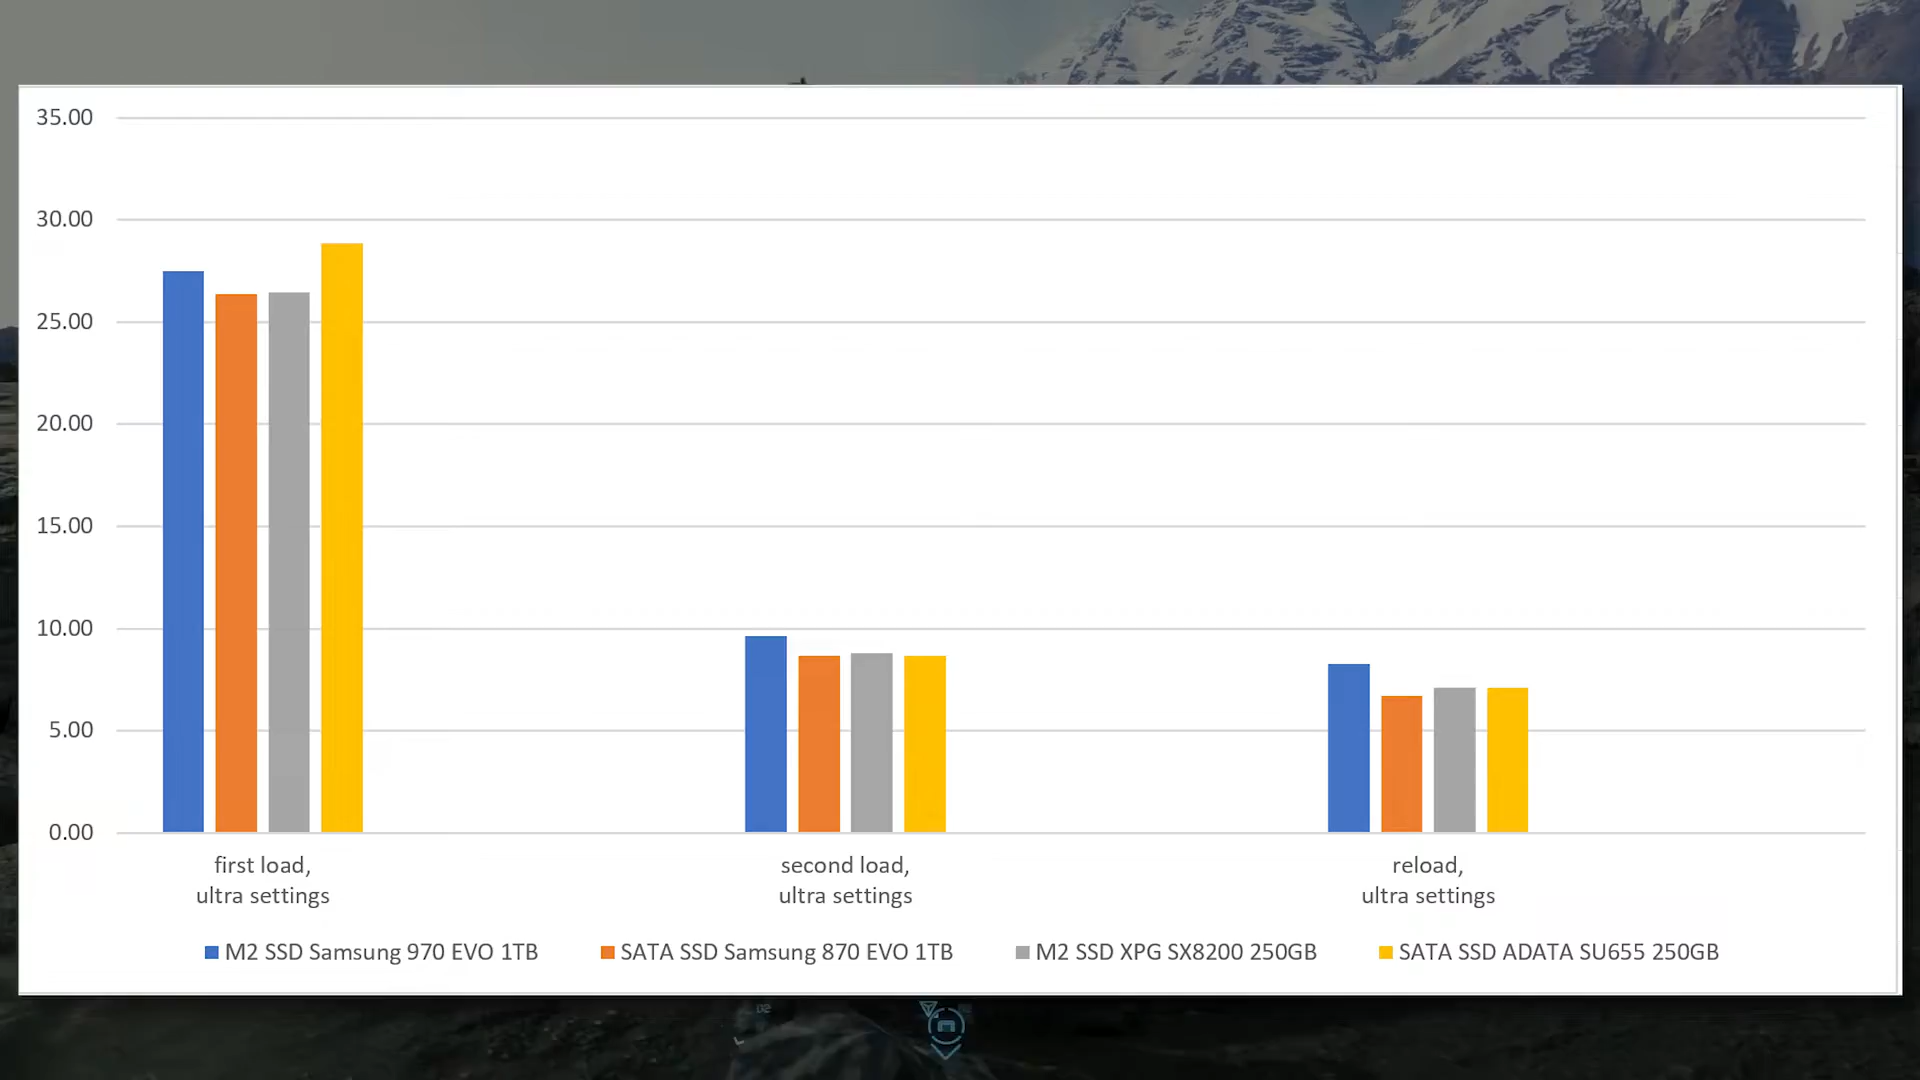 35.00
30.00
25.00
20.00
15.00
10.00
5.00
0.00
first load,
ultra settings
second load,
ultra settings
reload,
ultra settings
M2 SSD Samsung 970 EVO 1TB
SATA SSD Samsung 870 EVO 1TB
M2 SSD XPG SX8200 250GB
SATA SSD ADATA SU655 250GB